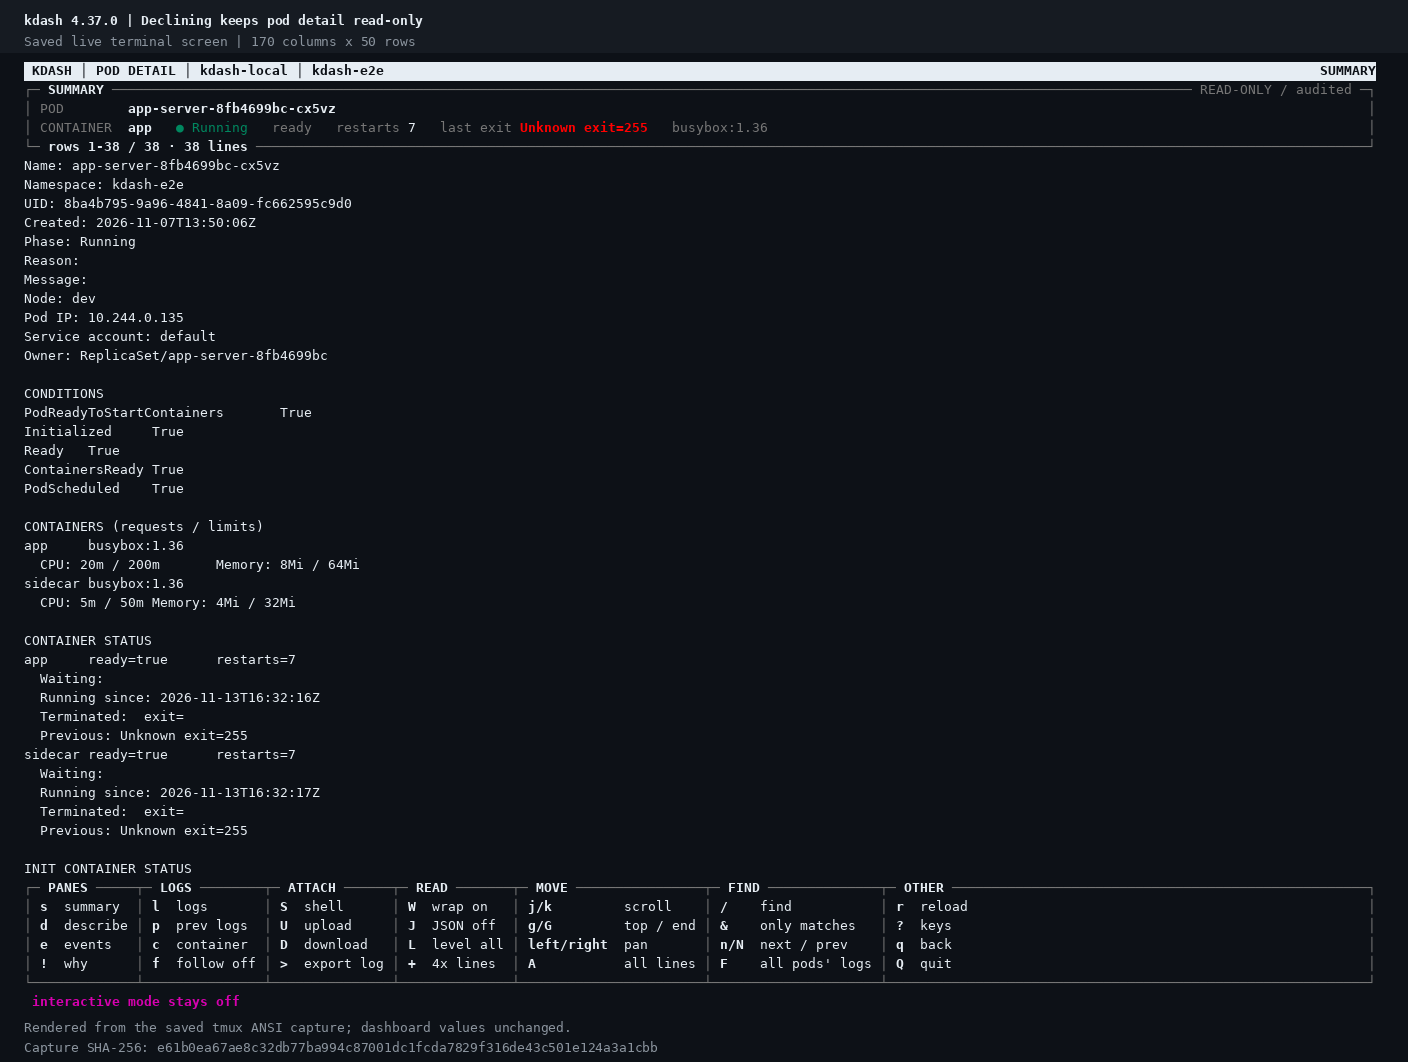 kdash 4.37.0 | Declining keeps pod detail read-only
Saved live terminal screen | 170 columns x 50 rows
KDASH │ POD DETAIL │ kdash-local │ kdash-e2e SUMMARY
SUMMARY READ-ONLY / audited
POD app-server-8fb4699bc-cx5vz
CONTAINER app ● Running ready restarts 7 last exit Unknown exit=255 busybox:1.36
rows 1-38 / 38 · 38 lines
Name: app-server-8fb4699bc-cx5vz
Namespace: kdash-e2e
UID: 8ba4b795-9a96-4841-8a09-fc662595c9d0
Created: 2026-11-07T13:50:06Z
Phase: Running
Reason:
Message:
Node: dev
Pod IP: 10.244.0.135
Service account: default
Owner: ReplicaSet/app-server-8fb4699bc
CONDITIONS
PodReadyToStartContainers True
Initialized True
Ready True
ContainersReady True
PodScheduled True
CONTAINERS (requests / limits)
app busybox:1.36
CPU: 20m / 200m Memory: 8Mi / 64Mi
sidecar busybox:1.36
CPU: 5m / 50m Memory: 4Mi / 32Mi
CONTAINER STATUS
app ready=true restarts=7
Waiting:
Running since: 2026-11-13T16:32:16Z
Terminated: exit=
Previous: Unknown exit=255
sidecar ready=true restarts=7
Waiting:
Running since: 2026-11-13T16:32:17Z
Terminated: exit=
Previous: Unknown exit=255
INIT CONTAINER STATUS
PANES LOGS ATTACH READ MOVE FIND OTHER
s summary │ l logs │ S shell │ W wrap on │ j/k scroll │ / find │ r reload
d describe │ p prev logs │ U upload │ J JSON off │ g/G top / end │ & only matches │ ? keys
e events │ c container │ D download │ L level all │ left/right pan │ n/N next / prev │ q back
! why │ f follow off │ > export log │ + 4x lines │ A all lines │ F all pods' logs │ Q quit
interactive mode stays off
Rendered from the saved tmux ANSI capture; dashboard values unchanged.
Capture SHA-256: e61b0ea67ae8c32db77ba994c87001dc1fcda7829f316de43c501e124a3a1cbb